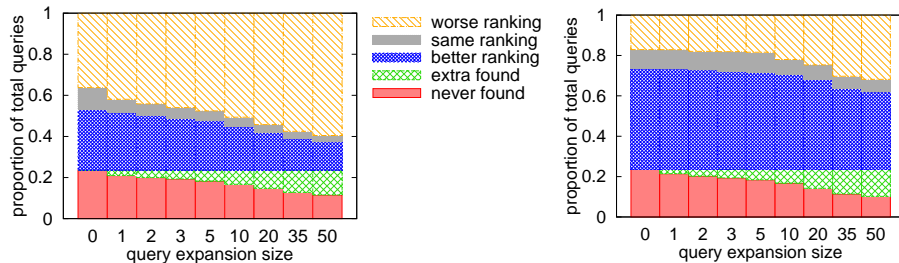 proportion of total queries
1
0.8
0.6
0.4
0.2
0
0 1 2 3 5 10 20 35 50
query expansion size
worse ranking
same ranking
better ranking
extra found
never found
proportion of total queries
1
0.8
0.6
0.4
0.2
0
0 1 2 3 5 10 20 35 50
query expansion size